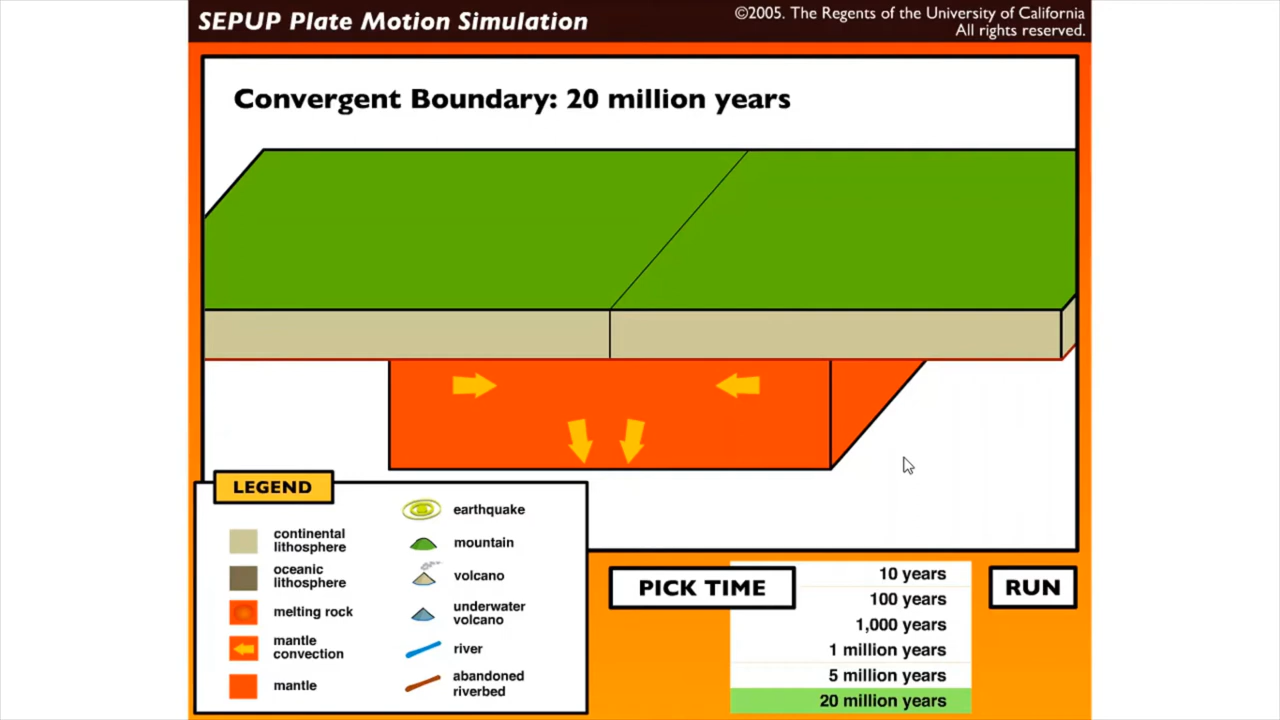 SEPUP Plate Motion Simulation
©2005. The Regents of the University of California
All rights reserved.
Convergent Boundary: 20 million years
LEGEND
continental
lithosphere
oceanic
lithosphere
melting rock
mantle
convection
mantle
earthquake
mountain
volcano
underwater
volcano
river
abandoned
riverbed
PICK TIME
10 years
100 years
1,000 years
1 million years
5 million years
20 million years
RUN